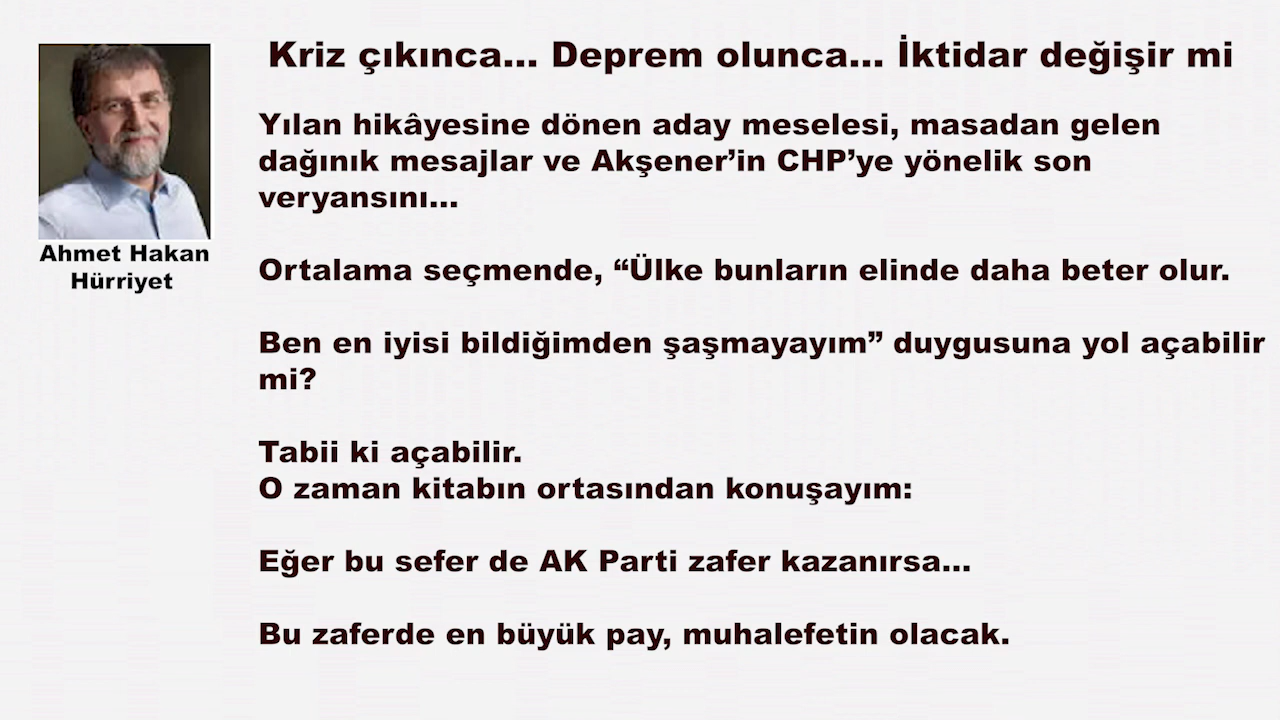 Kriz çıkınca... Deprem olunca... İktidar değişir mi
Yılan hikâyesine dönen aday meselesi, masadan gelen
dağınık mesajlar ve Akşener’in CHP’ye yönelik son
veryansını...
Ortalama seçmende, “Ülke bunların elinde daha beter olur.
Ben en iyisi bildiğimden şaşmayayım” duygusuna yol açabilir
mi?
Tabii ki açabilir.
O zaman kitabın ortasından konuşayım:
Eğer bu sefer de AK Parti zafer kazanırsa...
Bu zaferde en büyük pay, muhalefetin olacak.
Ahmet Hakan
Hürriyet